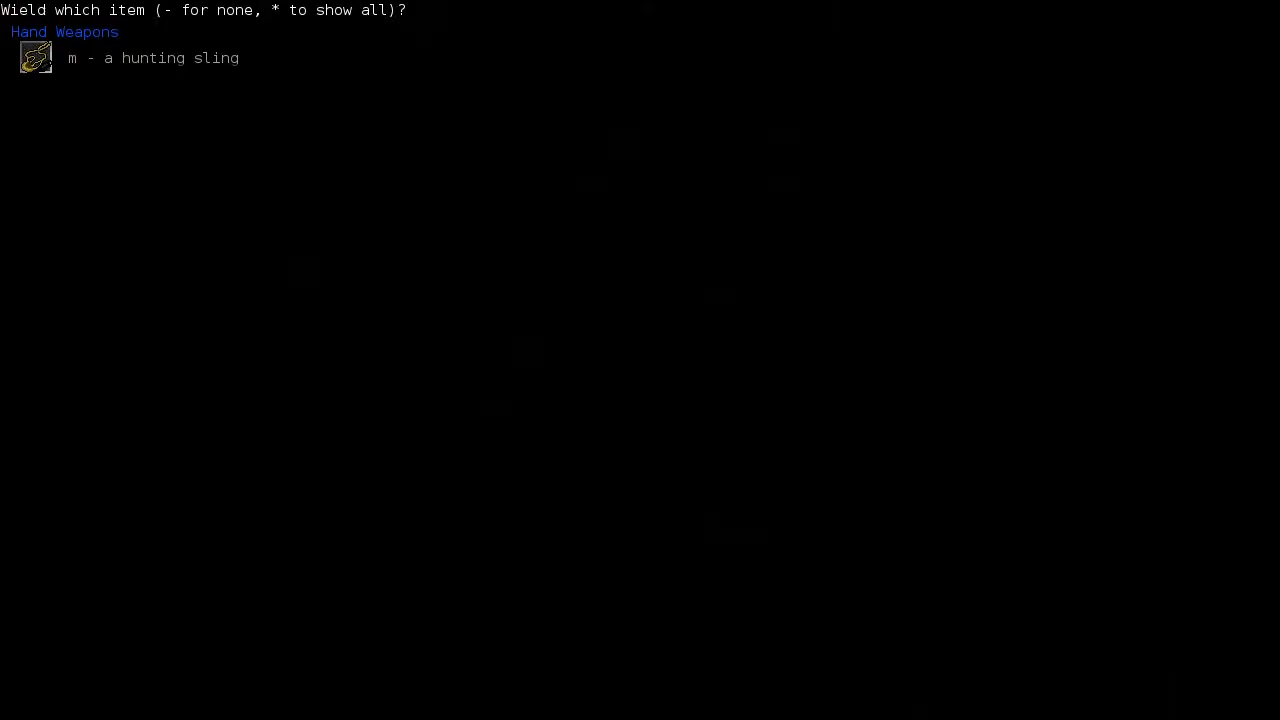 Wield which item (- for none, * to show all)?
Hand Weapons
m - a hunting sling